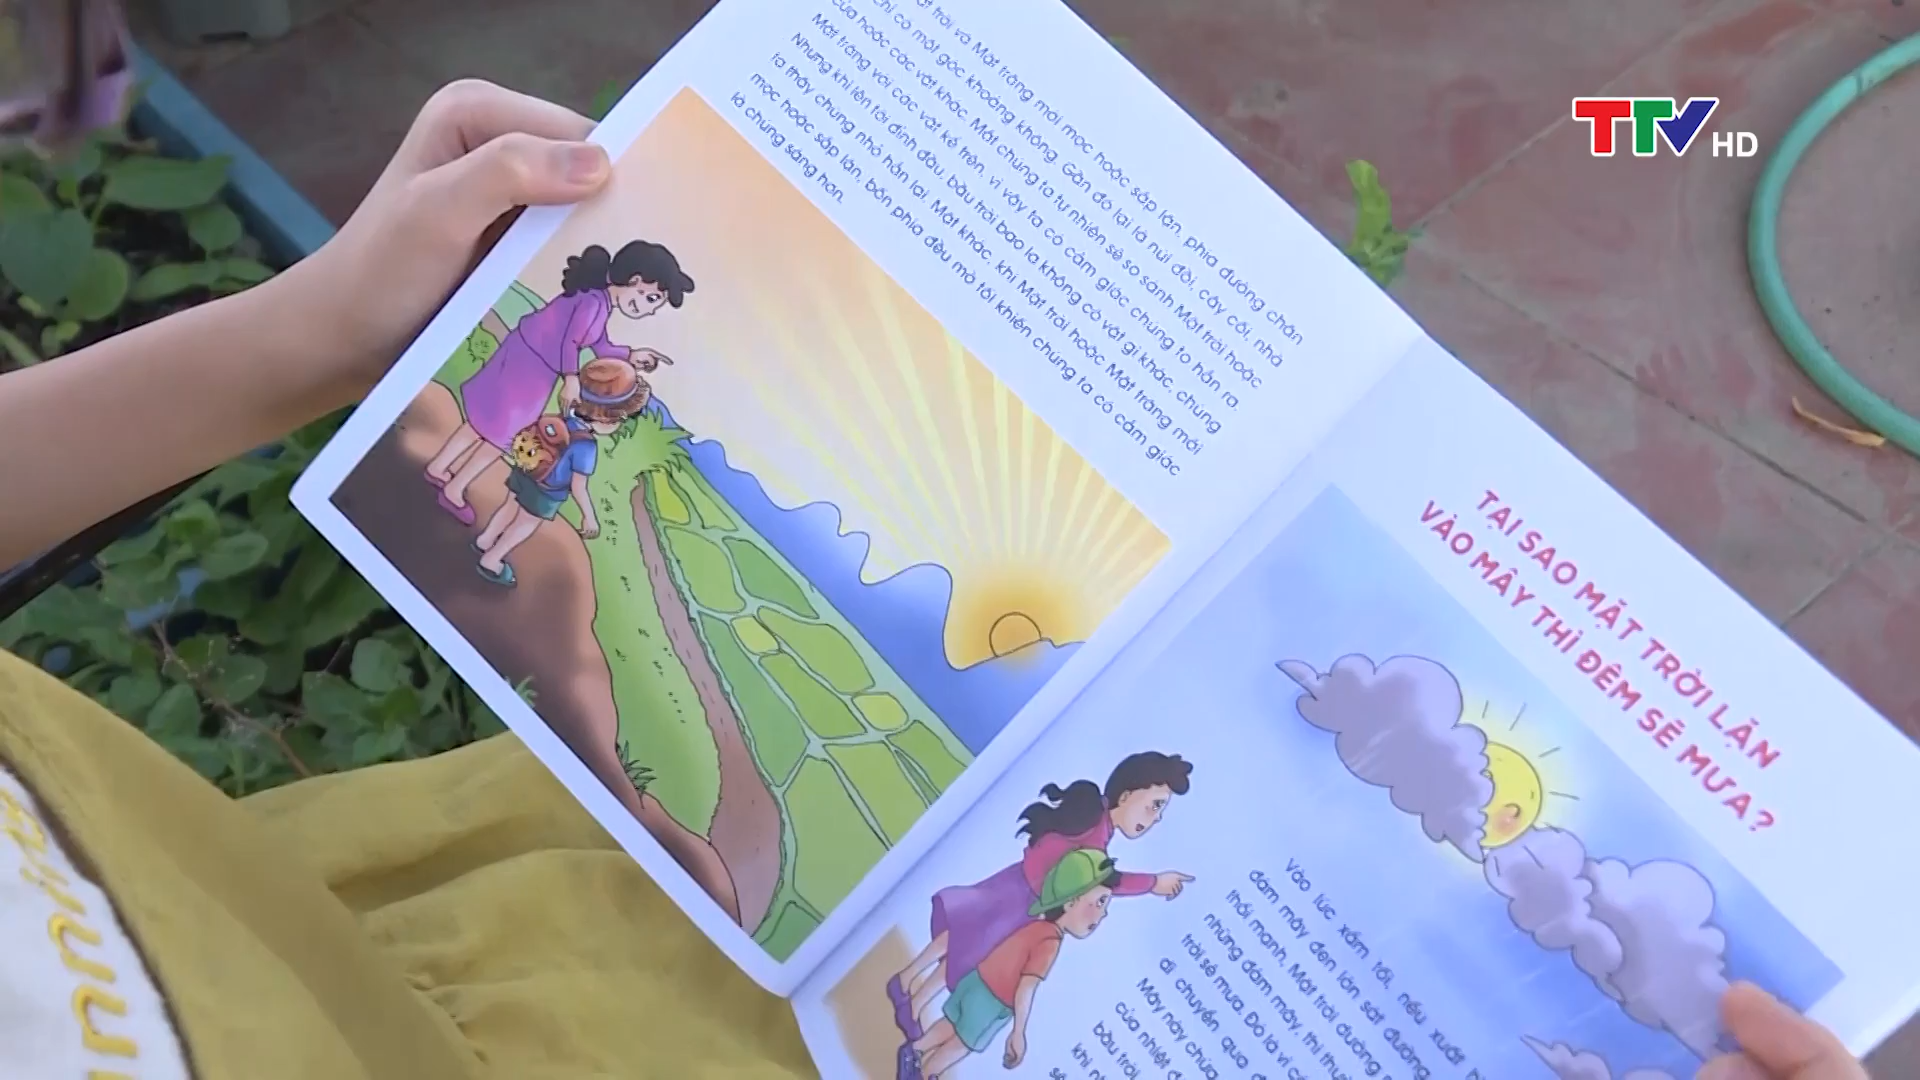 ặt trời và Mặt trăng mới mọc hoặc sắp lặn, phía đường chân
chỉ có một góc khoảng không. Gần đó lại là núi đồi, cây cối, nhà
cửa hoặc các vật khác. Mắt chúng ta tự nhiên sẽ so sánh Mặt trời hoặc
Mặt trăng với các vật kể trên, vì vậy ta có cảm giác chúng to hẳn ra.
Nhưng khi lên tới đỉnh đầu, bầu trời bao la không có vật gì khác, chúng
ta thấy chúng nhỏ hẳn lại. Mặt khác, khi Mặt trời hoặc Mặt trăng mới
mọc hoặc sắp lặn, bốn phía đều mờ tối khiến chúng ta có cảm giác
là chúng sáng hơn.
TẠI SAO MẶT TRỜI LẶN
VÀO MÂY THÌ ĐÊM SẼ MƯA?
Vào lúc xẩm tối, nếu xuất
đám mây đen lớn sát đường
thổi mạnh, Mặt trời dường
những đám mây, thì
trời sẽ mưa. Đó là vì
di chuyển qua
Mây này chứa
của nhiệt
bầu trời,
khi
TTV HD